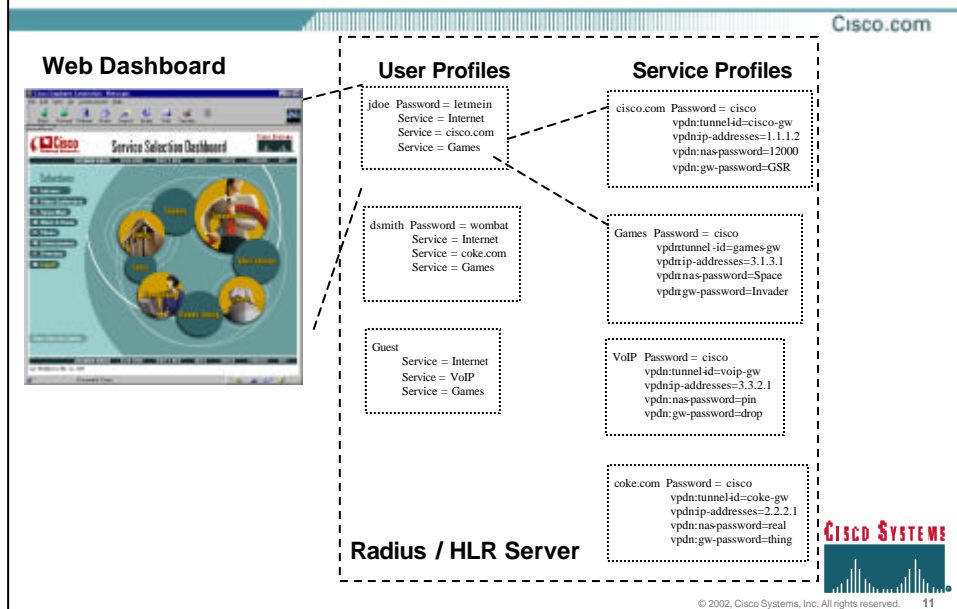 Cisco.com
Web Dashboard
Cisco
Service Selection Dashboard
Selections
User Profiles
jdoe Password = letmein
Service = Internet
Service = cisco.com
Service = Games
dsmith Password = wombat
Service = Internet
Service = coke.com
Service = Games
Guest
Service = Internet
Service = VoIP
Service = Games
Service Profiles
cisco.com Password = cisco
vpdn:tunnel-id=cisco-gw
vpdn:ip-addresses=1.1.1.2
vpdn:nas-password=12000
vpdn:gw-password=GSR
Games Password = cisco
vpdn:tunnel-id=games-gw
vpdn:ip-addresses=3.1.3.1
vpdn:nas-password=Space
vpdn:gw-password=Invader
VoIP Password = cisco
vpdn:tunnel-id=voip-gw
vpdn:ip-addresses=3.3.2.1
vpdn:nas-password=pin
vpdn:gw-password=drop
coke.com Password = cisco
vpdn:tunnel-id=coke-gw
vpdn:ip-addresses=2.2.2.1
vpdn:nas-password=real
vpdn:gw-password=thing
Radius / HLR Server
CISCO SYSTEMS
© 2002, Cisco Systems, Inc. All rights reserved. 11